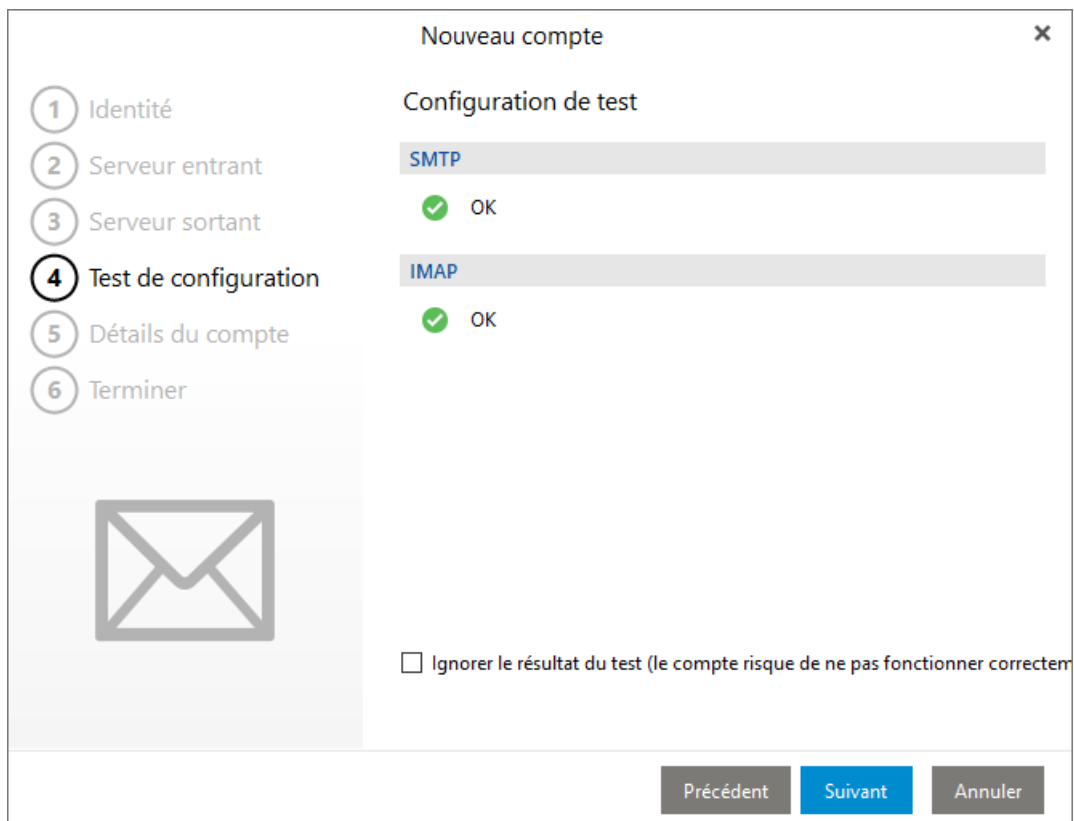 Nouveau compte
1 Identité
2 Serveur entrant
3 Serveur sortant
4 Test de configuration
5 Détails du compte
6 Terminer
Configuration de test
SMTP
OK
IMAP
OK
Ignorer le résultat du test (le compte risque de ne pas fonctionner correctem
Précédent
Suivant
Annuler